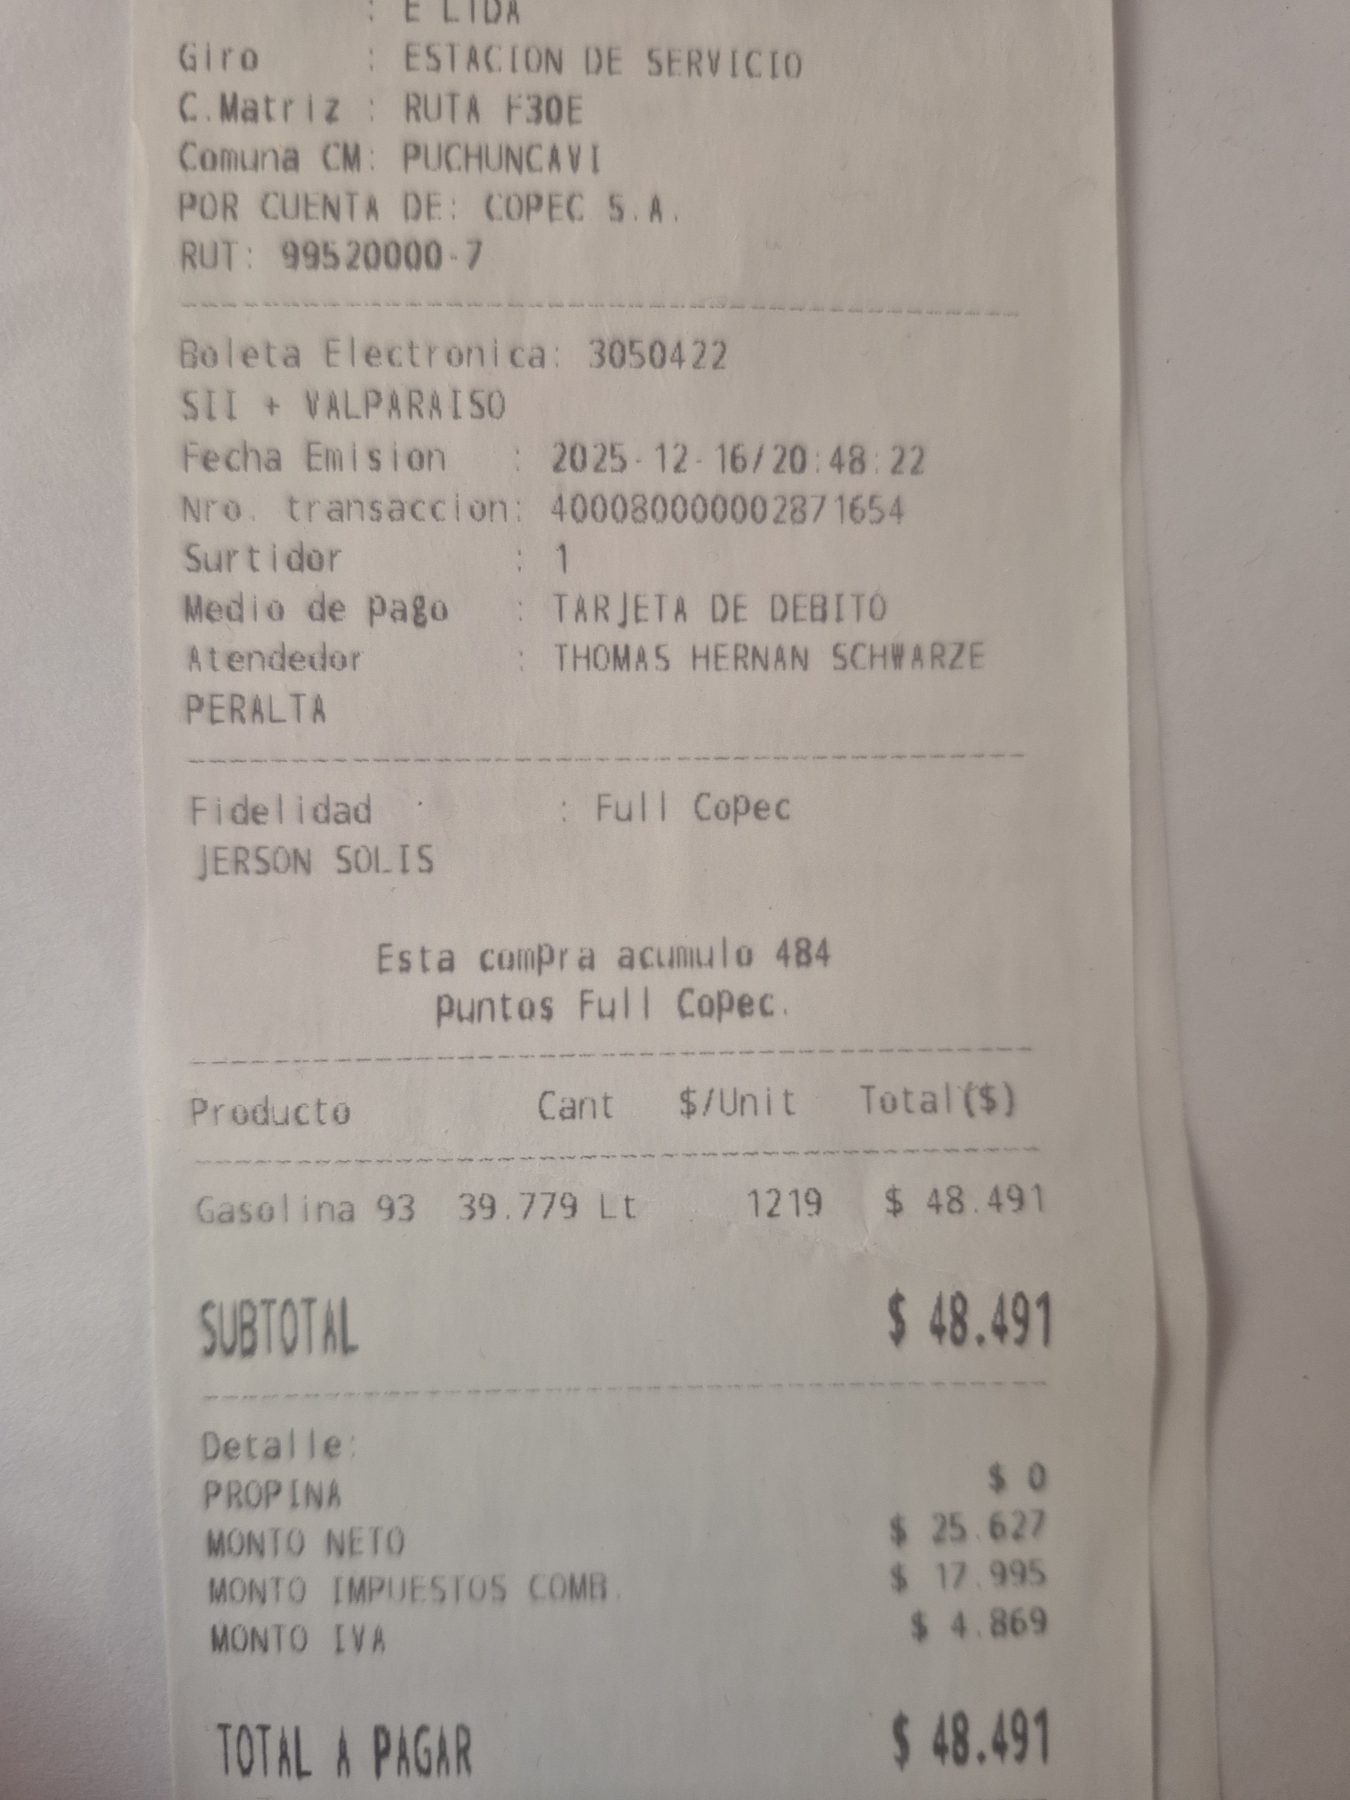 : E LTDA
Giro : ESTACION DE SERVICIO
C.Matriz : RUTA F30E
Comuna CM: PUCHUNCAVI
POR CUENTA DE: COPEC S.A.
RUT: 99520000-7
Boleta Electronica: 3050422
SII + VALPARAISO
Fecha Emision : 2025-12-16/20:48:22
Nro. transaccion: 400080000002871654
Surtidor : 1
Medio de pago : TARJETA DE DEBITO
Atendedor : THOMAS HERNAN SCHWARZE
PERALTA
Fidelidad : Full Copec
JERSON SOLIS
Esta compra acumulo 484
puntos Full Copec.
Producto Cant $/Unit Total($)
Gasolina 93 39.779 Lt 1219 $ 48.491
SUBTOTAL $ 48.491
Detalle:
PROPINA $ 0
MONTO NETO $ 25.627
MONTO IMPUESTOS COMB. $ 17.995
MONTO IVA $ 4.869
TOTAL A PAGAR $ 48.491